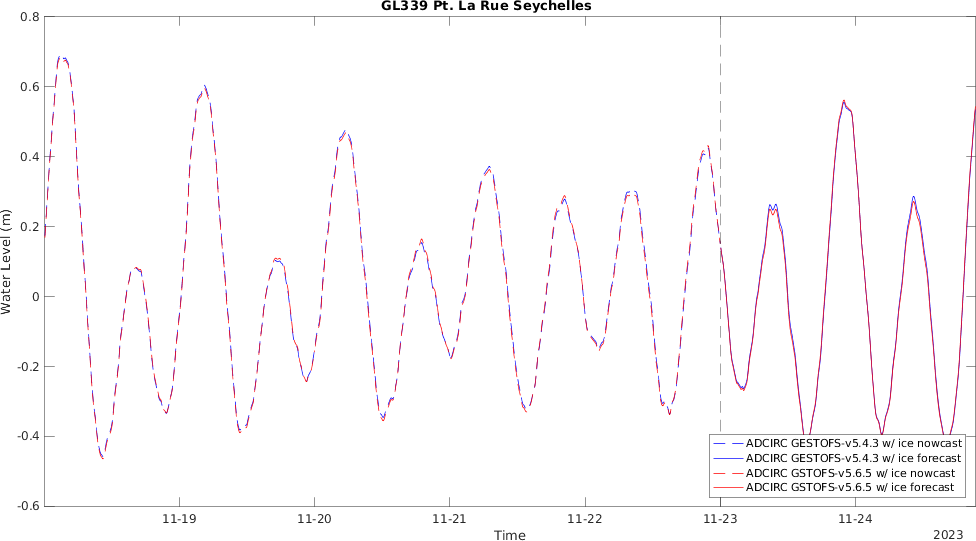 GL339 Pt. La Rue Seychelles
0.8
0.6
0.4
0.2
0
-0.2
-0.4
-0.6
Water Level (m)
11-19
11-20
11-21
11-22
11-23
11-24
Time
2023
ADCIRC GESTOFS-v5.4.3 w/ ice nowcast
ADCIRC GESTOFS-v5.4.3 w/ ice forecast
ADCIRC GSTOFS-v5.6.5 w/ ice nowcast
ADCIRC GSTOFS-v5.6.5 w/ ice forecast